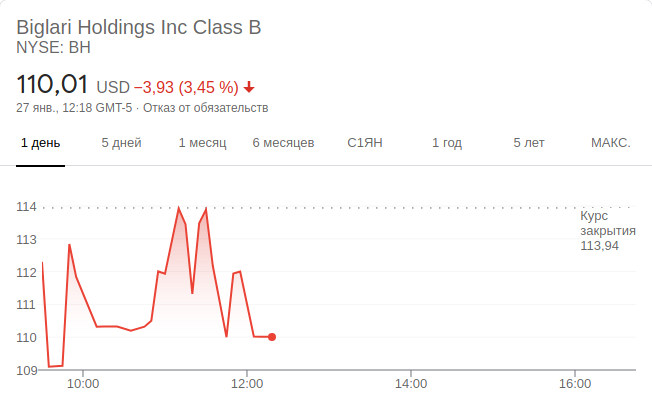 Biglari Holdings Inc Class B
NYSE: BH
110,01 USD −3,93 (3,45 %)
27 янв., 12:18 GMT-5 · Отказ от обязательств
1 день 5 дней 1 месяц 6 месяцев С1ЯН 1 год 5 лет МАКС.
114
Курс
закрытия
113,94
113
112
111
110
109
10:00 12:00 14:00 16:00